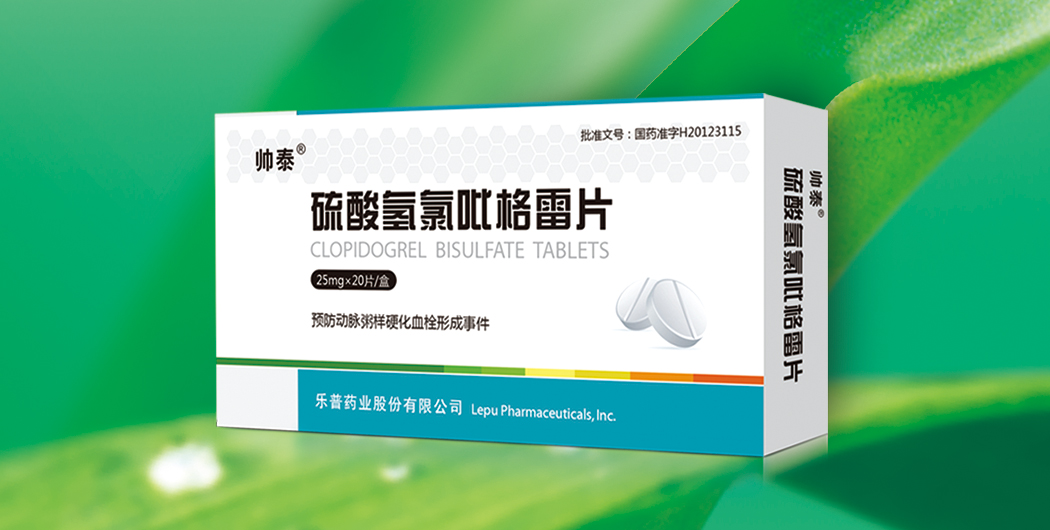 批准文号：国药准字H20123115
帅泰®
硫酸氢氯吡格雷片
CLOPIDOGREL BISULFATE TABLETS
25mg×20片/盒
预防动脉粥样硬化血栓形成事件
乐普药业股份有限公司 Lepu Pharmaceuticals, Inc.
帅泰®
硫酸氢氯吡格雷片